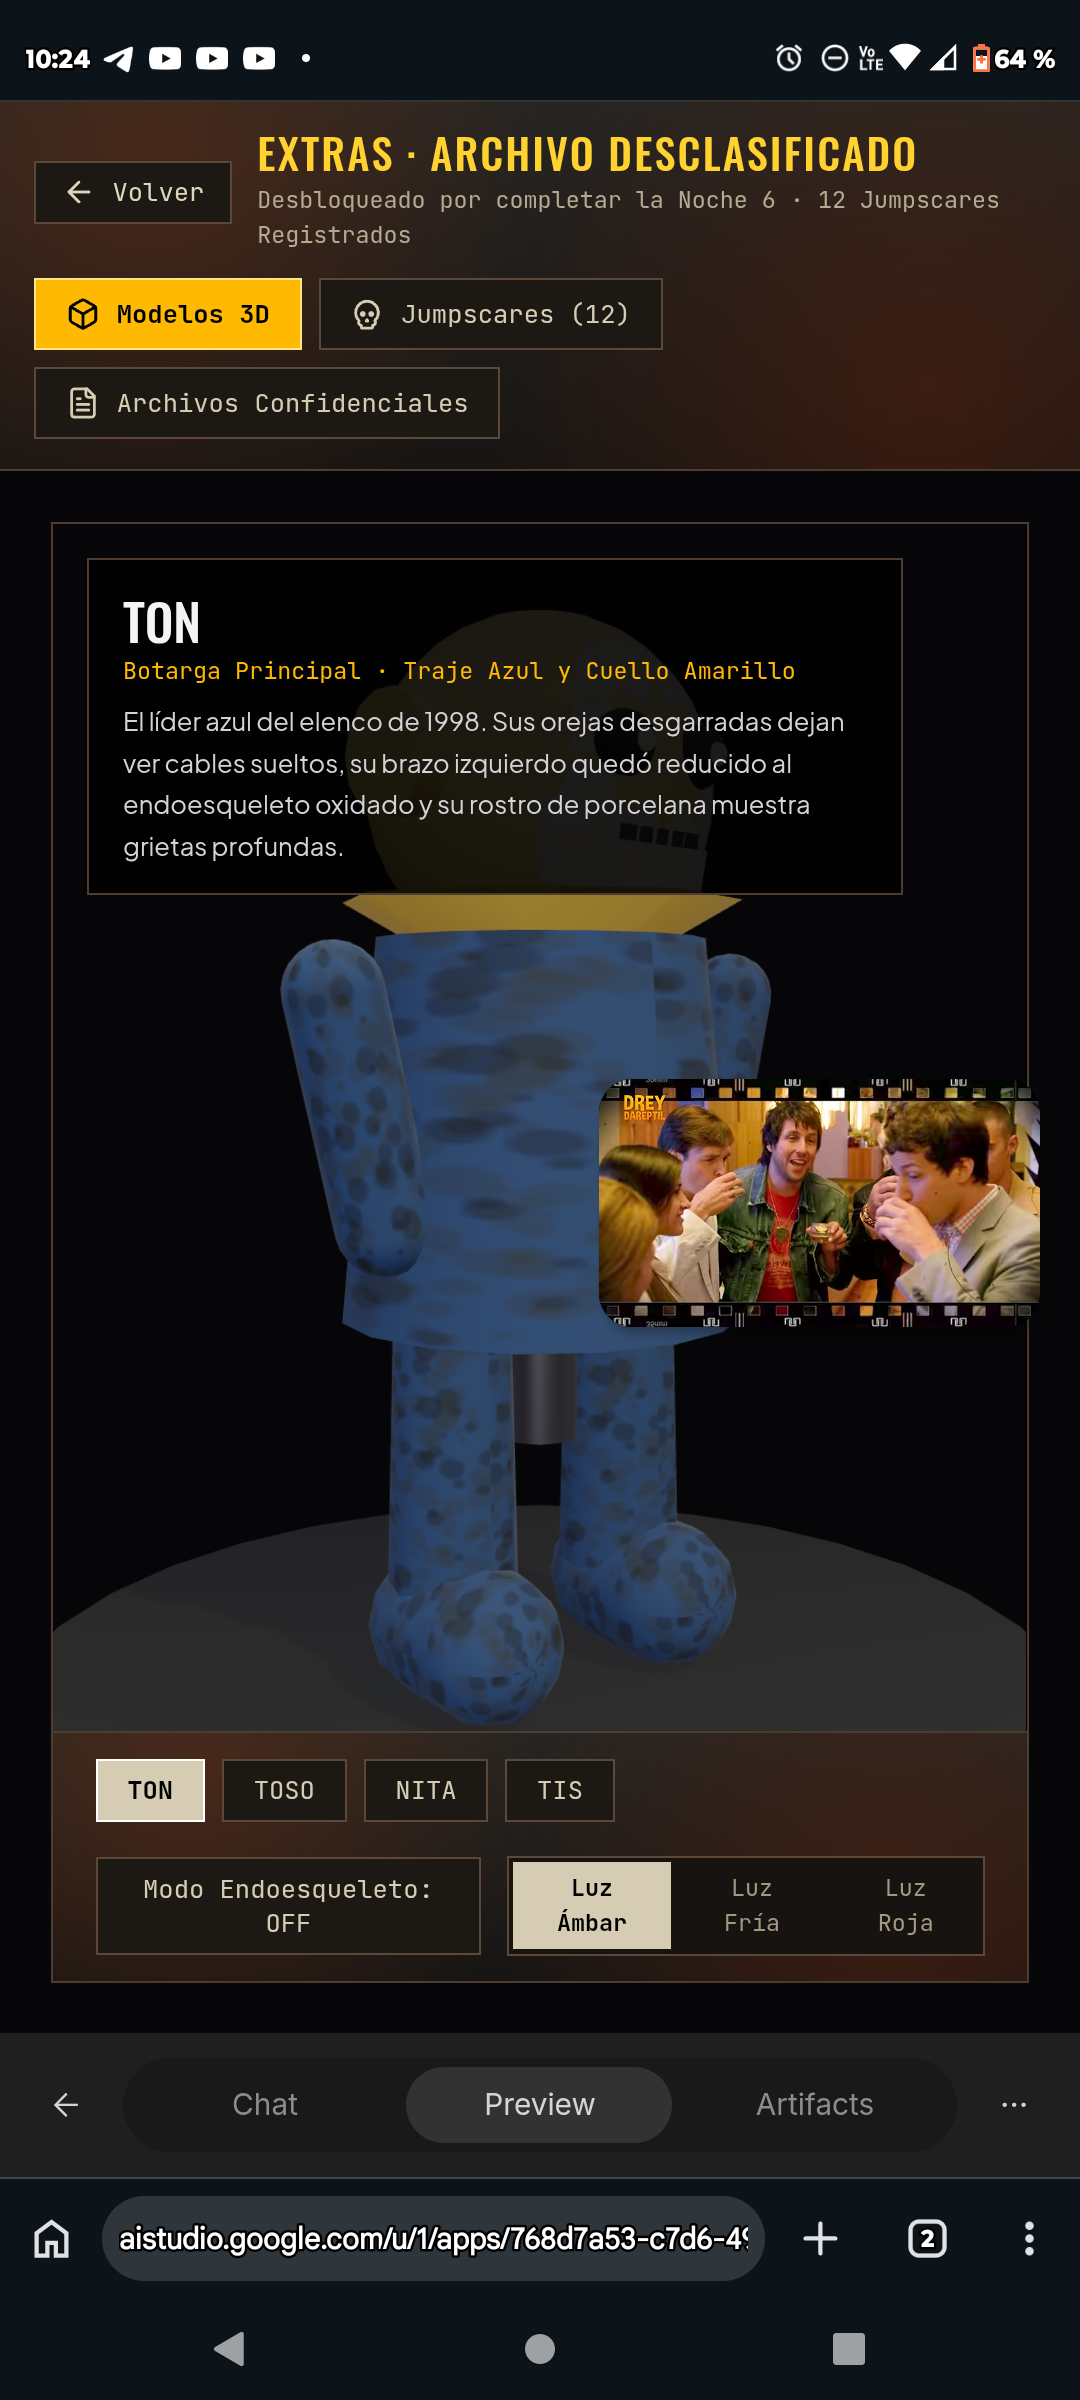 10:24
Vo
LTE
64 %
EXTRAS · ARCHIVO DESCLASIFICADO
Volver
Desbloqueado por completar la Noche 6 · 12 Jumpscares
Registrados
Modelos 3D
Jumpscares (12)
Archivos Confidenciales
TON
Botarga Principal · Traje Azul y Cuello Amarillo
El líder azul del elenco de 1998. Sus orejas desgarradas dejan
ver cables sueltos, su brazo izquierdo quedó reducido al
endoesqueleto oxidado y su rostro de porcelana muestra
grietas profundas.
DREY
DAREPTIL
TON
TOSO
NITA
TIS
Modo Endoesqueleto:
OFF
Luz
Ámbar
Luz
Fría
Luz
Roja
Chat
Preview
Artifacts
aistudio.google.com/u/1/apps/768d7a53-c7d6-49
2